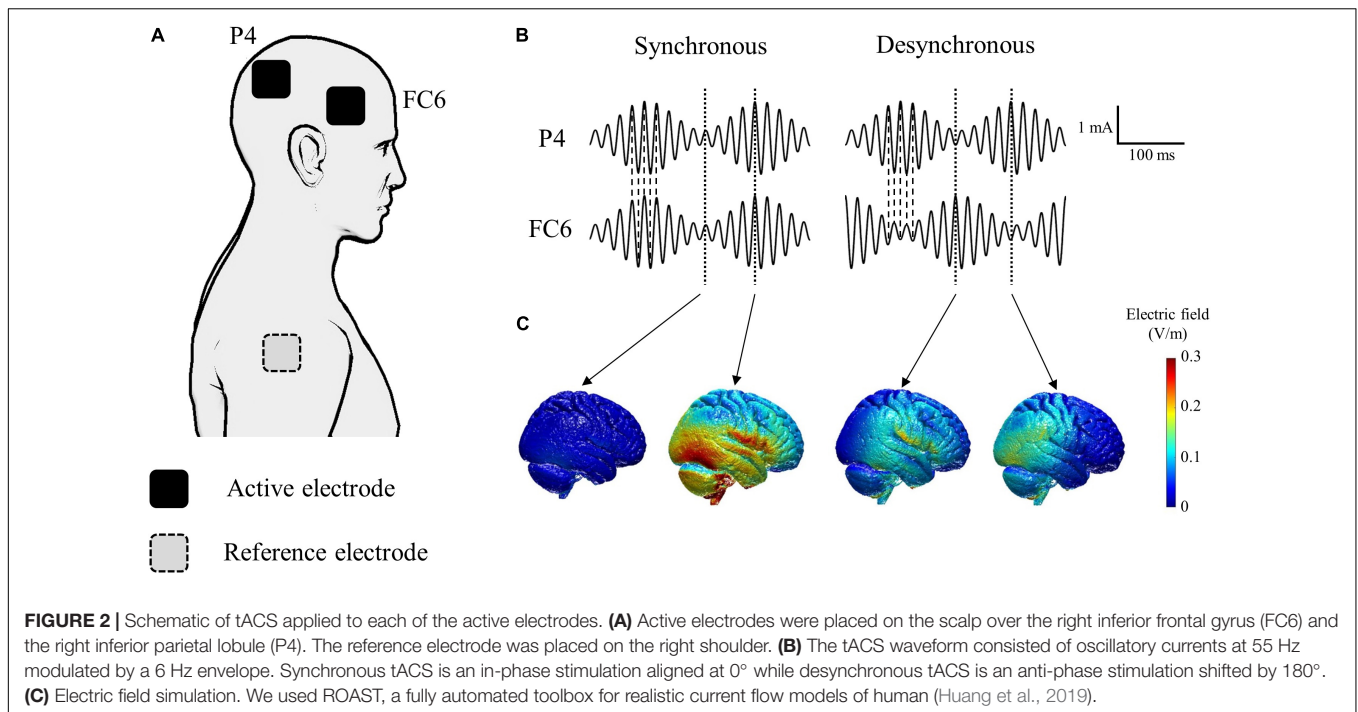 A
P4
FC6
Active electrode
Reference electrode
B
Synchronous
Desynchronous
P4
FC6
1 mA
100 ms
C
Electric field
(V/m)
0.3
0.2
0.1
0
FIGURE 2 | Schematic of tACS applied to each of the active electrodes. (A) Active electrodes were placed on the scalp over the right inferior frontal gyrus (FC6) and
the right inferior parietal lobule (P4). The reference electrode was placed on the right shoulder. (B) The tACS waveform consisted of oscillatory currents at 55 Hz
modulated by a 6 Hz envelope. Synchronous tACS is an in-phase stimulation aligned at 0° while desynchronous tACS is an anti-phase stimulation shifted by 180°.
(C) Electric field simulation. We used ROAST, a fully automated toolbox for realistic current flow models of human (Huang et al., 2019).